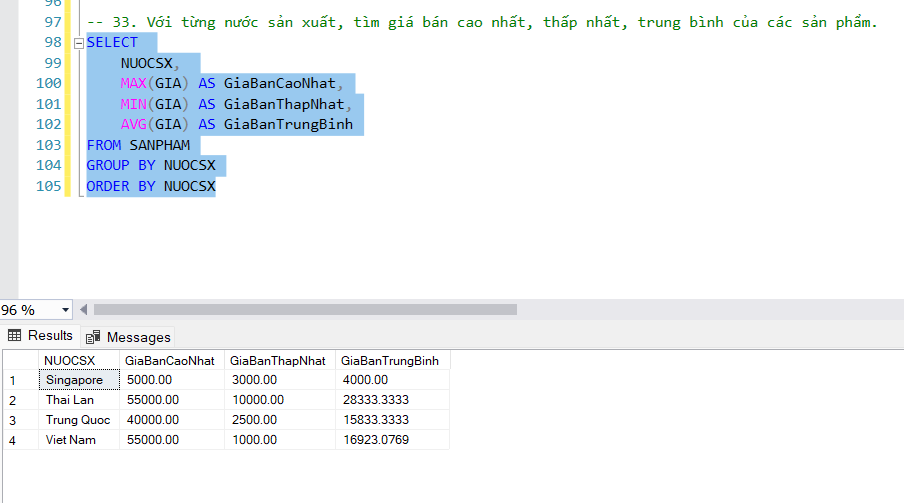 96
97 -- 33. Với từng nước sản xuất, tìm giá bán cao nhất, thấp nhất, trung bình của các sản phẩm.
98 SELECT
99 NUOCSX,
100 MAX(GIA) AS GiaBanCaoNhat,
101 MIN(GIA) AS GiaBanThapNhat,
102 AVG(GIA) AS GiaBanTrungBinh
103 FROM SANPHAM
104 GROUP BY NUOCSX
105 ORDER BY NUOCSX
96 %
Results Messages
NUOCSX GiaBanCaoNhat GiaBanThapNhat GiaBanTrungBinh
1 Singapore 5000.00 3000.00 4000.00
2 Thai Lan 55000.00 10000.00 28333.3333
3 Trung Quoc 40000.00 2500.00 15833.3333
4 Viet Nam 55000.00 1000.00 16923.0769